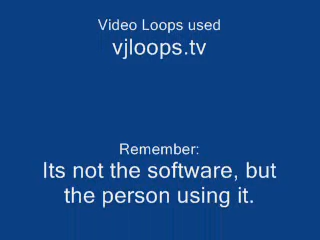 Video Loops used
vjloops.tv
Remember:
Its not the software, but
the person using it.